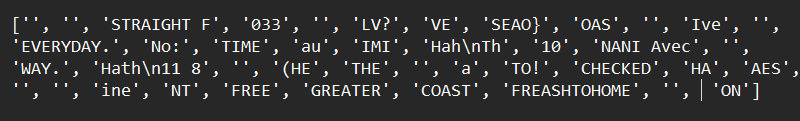 ['', '', 'STRAIGHT F', '033', '', 'LV?', 'VE', 'SEAO}', 'OAS', '', 'Ive', '',
'EVERYDAY.', 'No:', 'TIME', 'au', 'IMI', 'Hah\nTh', '10', 'NANI Avec', '',
'WAY.', 'Hath\n11 8', '', '(HE', 'THE', '', 'a', 'TO!', 'CHECKED', 'HA', 'AES',
'', '', 'ine', 'NT', 'FREE', 'GREATER', 'COAST', 'FREASHTOHOME', '', 'ON']